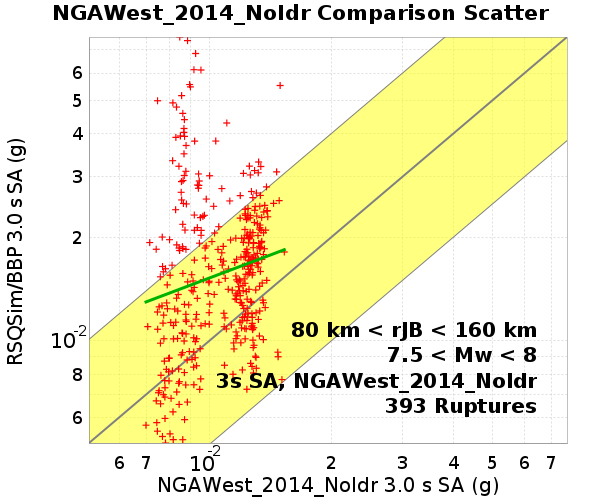 NGAWest_2014_NoIdr Comparison Scatter
RSQSim/BBP 3.0 s SA (g)
6
5
4
3
2
10-2
8
6
80 km < rJB < 160 km
7.5 < Mw < 8
3s SA, NGAWest_2014_NoIdr
393 Ruptures
6 7 10-2 2 3 4 5 6 7
NGAWest_2014_NoIdr 3.0 s SA (g)